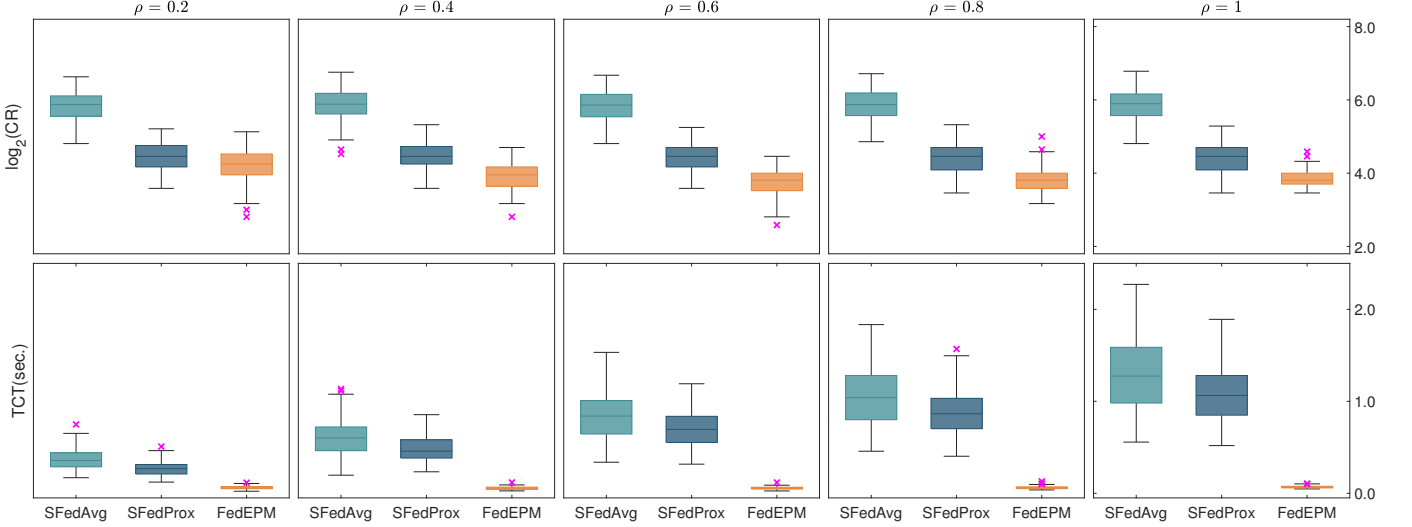 ρ = 0.2 ρ = 0.4 ρ = 0.6 ρ = 0.8 ρ = 1
log₂(CR)
8.0
6.0
4.0
2.0
TCT(sec.)
2.0
1.0
0.0
SFedAvg SFedProx FedEPM SFedAvg SFedProx FedEPM SFedAvg SFedProx FedEPM SFedAvg SFedProx FedEPM SFedAvg SFedProx FedEPM